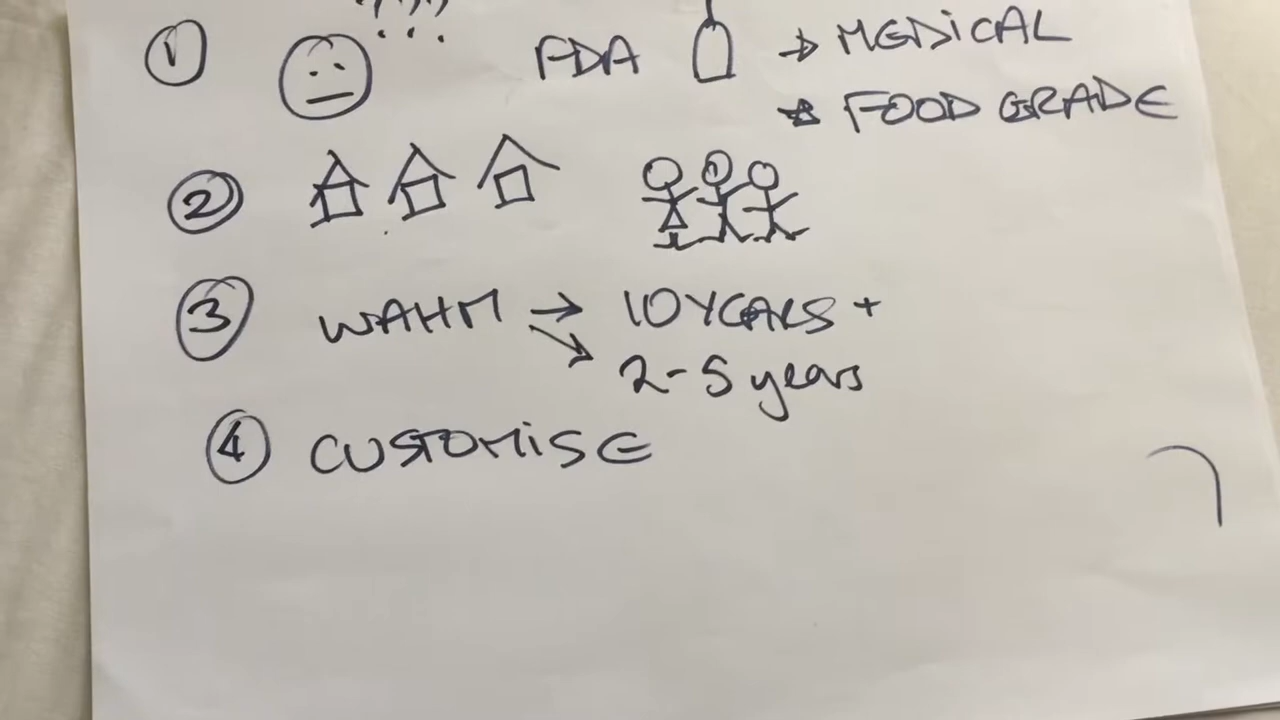 1 !!! FDA → MEDICAL
→ FOOD GRADE
2
3 WAHM → 10 YEARS +
→ 2-5 years
4 CUSTOMISE